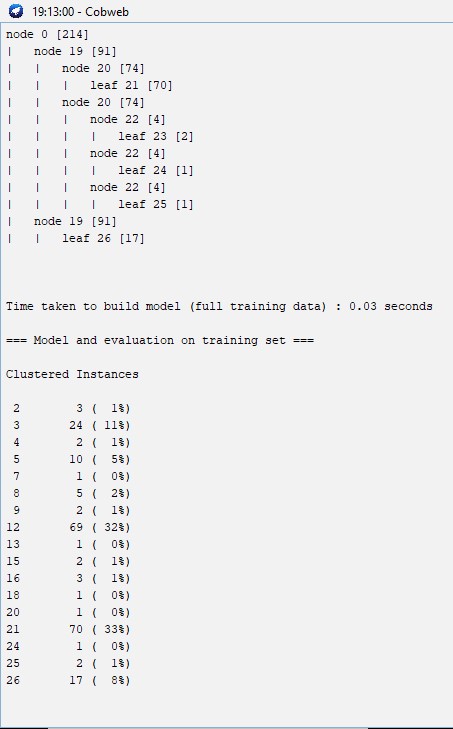 19:13:00 - Cobweb
node 0 [214]
|   node 19 [91]
|   |   node 20 [74]
|   |   |   leaf 21 [70]
|   |   node 20 [74]
|   |   |   node 22 [4]
|   |   |   |   leaf 23 [2]
|   |   |   node 22 [4]
|   |   |   |   leaf 24 [1]
|   |   |   node 22 [4]
|   |   |   |   leaf 25 [1]
|   node 19 [91]
|   |   leaf 26 [17]
Time taken to build model (full training data) : 0.03 seconds
=== Model and evaluation on training set ===
Clustered Instances
2        3 (  1%)
3       24 ( 11%)
4        2 (  1%)
5       10 (  5%)
7        1 (  0%)
8        5 (  2%)
9        2 (  1%)
12       69 ( 32%)
13        1 (  0%)
15        2 (  1%)
16        3 (  1%)
18        1 (  0%)
20        1 (  0%)
21       70 ( 33%)
24        1 (  0%)
25        2 (  1%)
26       17 (  8%)